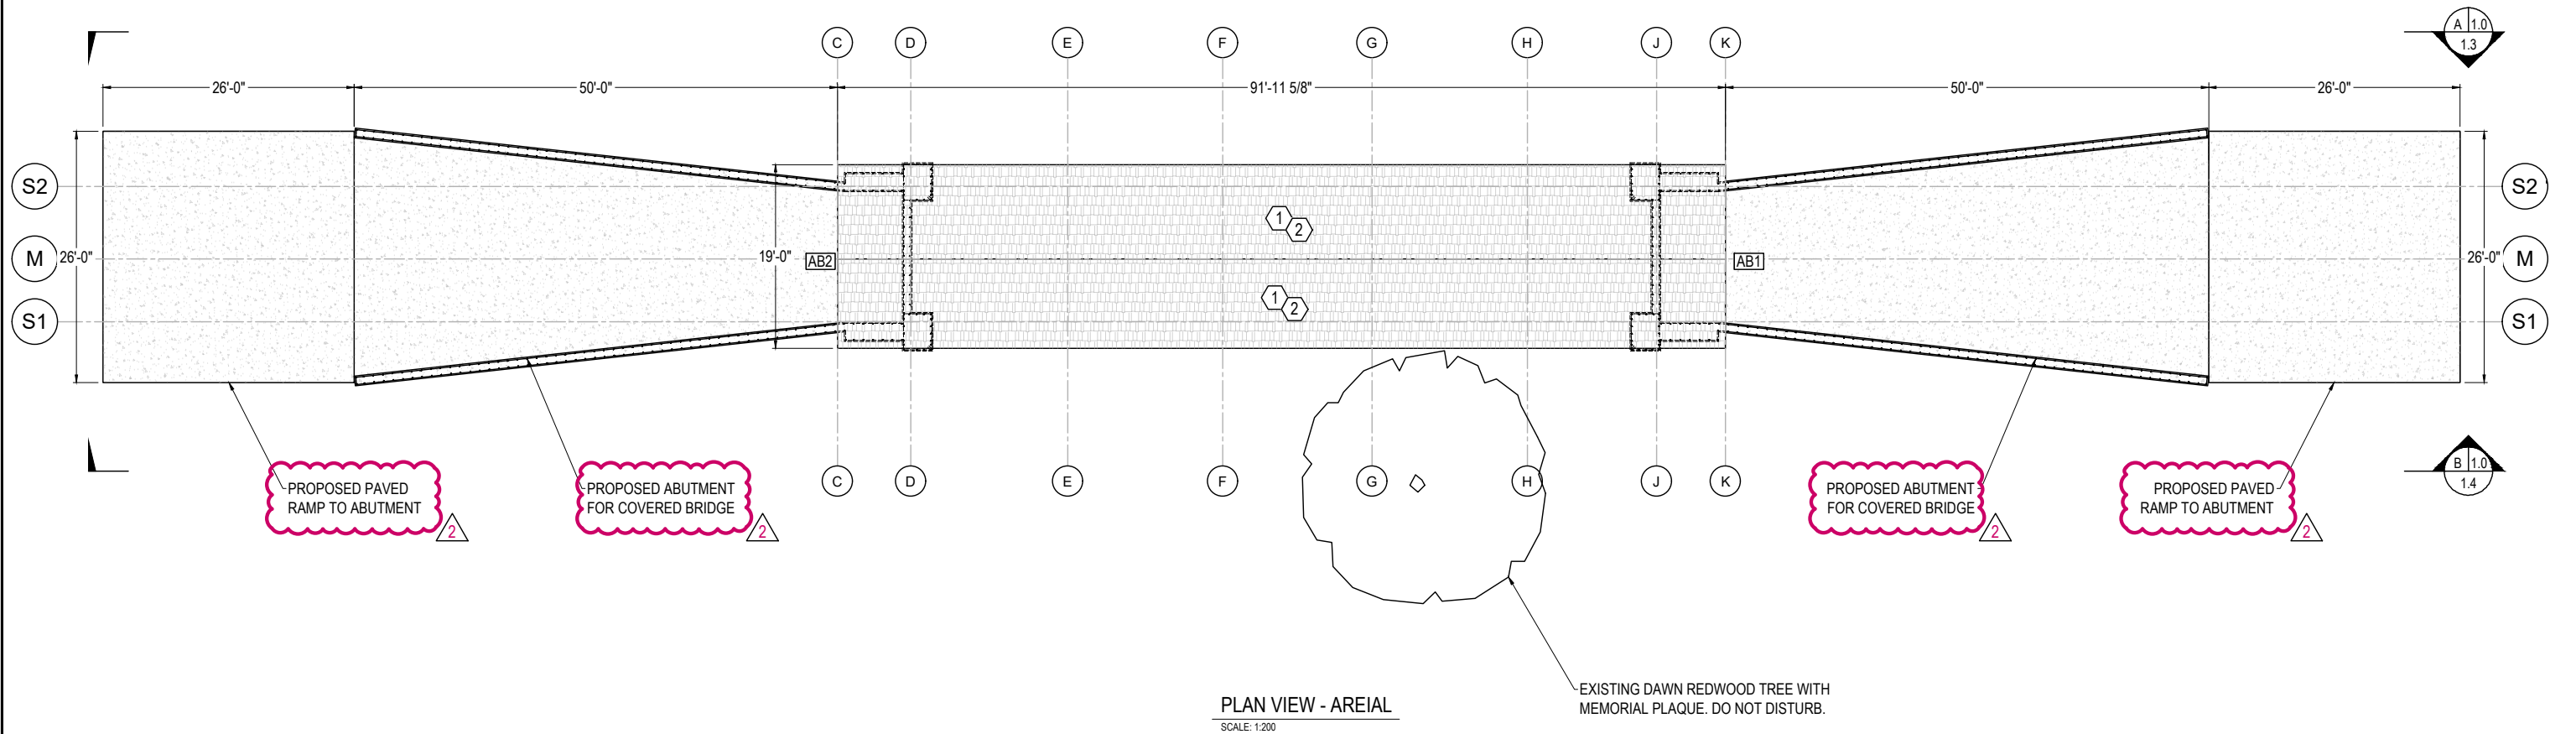 C D E F G H J K
A 1.0
1.3
26'-0" 50'-0" 91'-11 5/8" 50'-0" 26'-0"
S2 S2
1
2
M 26'-0" 19'-0" AB2 AB1 26'-0" M
1
2
S1 S1
C D E F G H J K
B 1.0
1.4
PROPOSED PAVED
RAMP TO ABUTMENT
2
PROPOSED ABUTMENT
FOR COVERED BRIDGE
2
PROPOSED ABUTMENT
FOR COVERED BRIDGE
2
PROPOSED PAVED
RAMP TO ABUTMENT
2
EXISTING DAWN REDWOOD TREE WITH
MEMORIAL PLAQUE. DO NOT DISTURB.
PLAN VIEW - AREIAL
SCALE: 1:200